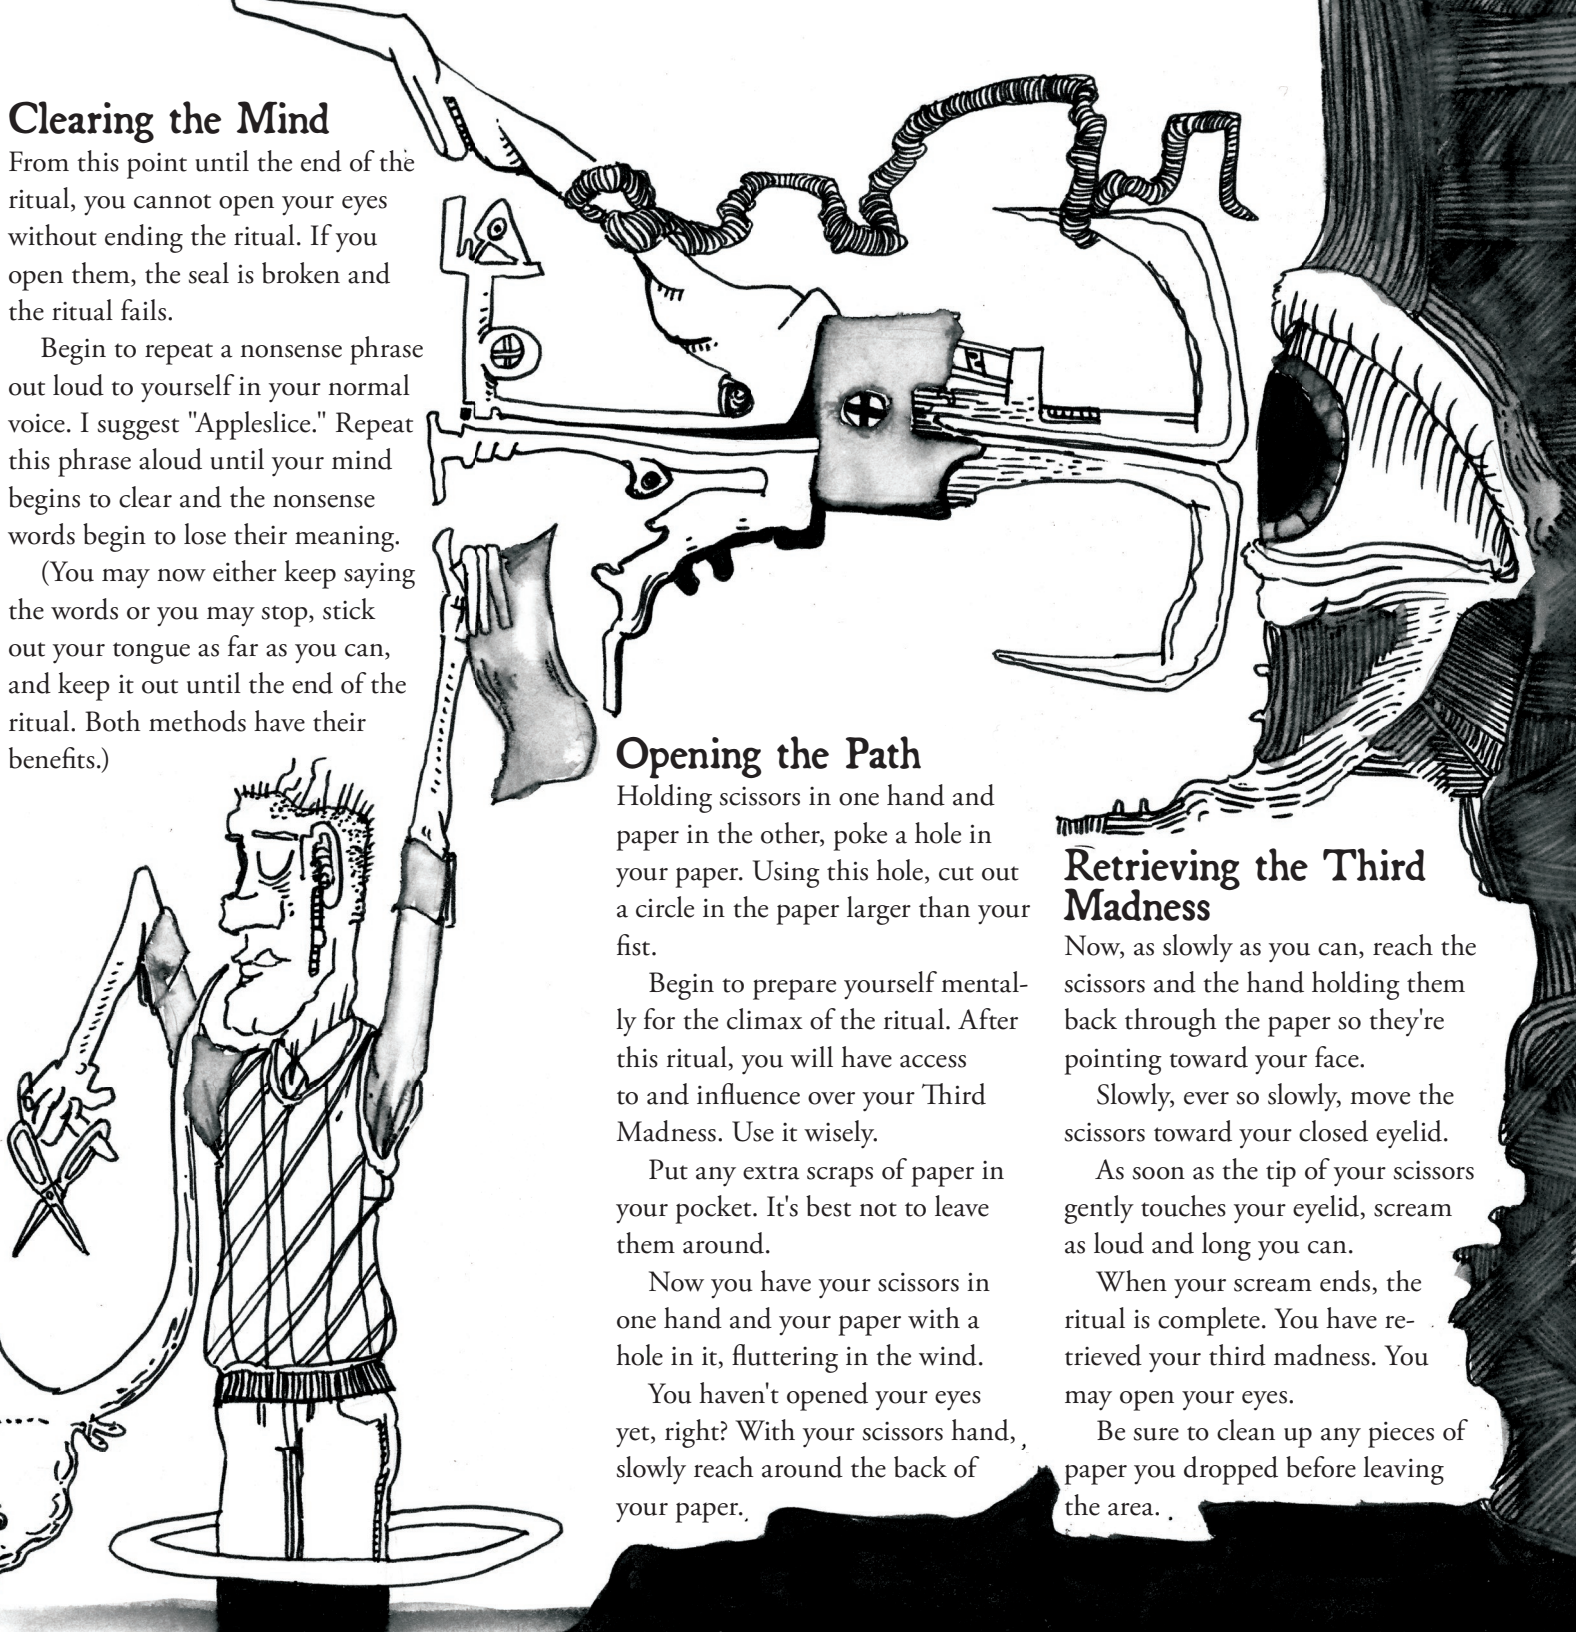 Clearing the Mind
From this point until the end of the
ritual, you cannot open your eyes
without ending the ritual. If you
open them, the seal is broken and
the ritual fails.
Begin to repeat a nonsense phrase
out loud to yourself in your normal
voice. I suggest "Appleslice." Repeat
this phrase aloud until your mind
begins to clear and the nonsense
words begin to lose their meaning.
(You may now either keep saying
the words or you may stop, stick
out your tongue as far as you can,
and keep it out until the end of the
ritual. Both methods have their
benefits.)
Opening the Path
Holding scissors in one hand and
paper in the other, poke a hole in
your paper. Using this hole, cut out
a circle in the paper larger than your
fist.
Begin to prepare yourself mental-
ly for the climax of the ritual. After
this ritual, you will have access
to and influence over your Third
Madness. Use it wisely.
Put any extra scraps of paper in
your pocket. It's best not to leave
them around.
Now you have your scissors in
one hand and your paper with a
hole in it, fluttering in the wind.
You haven't opened your eyes
yet, right? With your scissors hand,
slowly reach around the back of
your paper.
Retrieving the Third
Madness
Now, as slowly as you can, reach the
scissors and the hand holding them
back through the paper so they're
pointing toward your face.
Slowly, ever so slowly, move the
scissors toward your closed eyelid.
As soon as the tip of your scissors
gently touches your eyelid, scream
as loud and long you can.
When your scream ends, the
ritual is complete. You have re-
trieved your third madness. You
may open your eyes.
Be sure to clean up any pieces of
paper you dropped before leaving
the area.